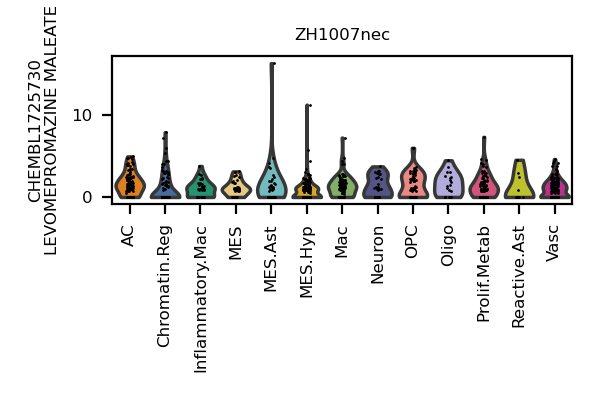 ZH1007nec
CHEMBL1725730
LEVOMEPROMAZINE MALEATE
10
0
AC
Chromatin.Reg
Inflammatory.Mac
MES
MES.Ast
MES.Hyp
Mac
Neuron
OPC
Oligo
Prolif.Metab
Reactive.Ast
Vasc